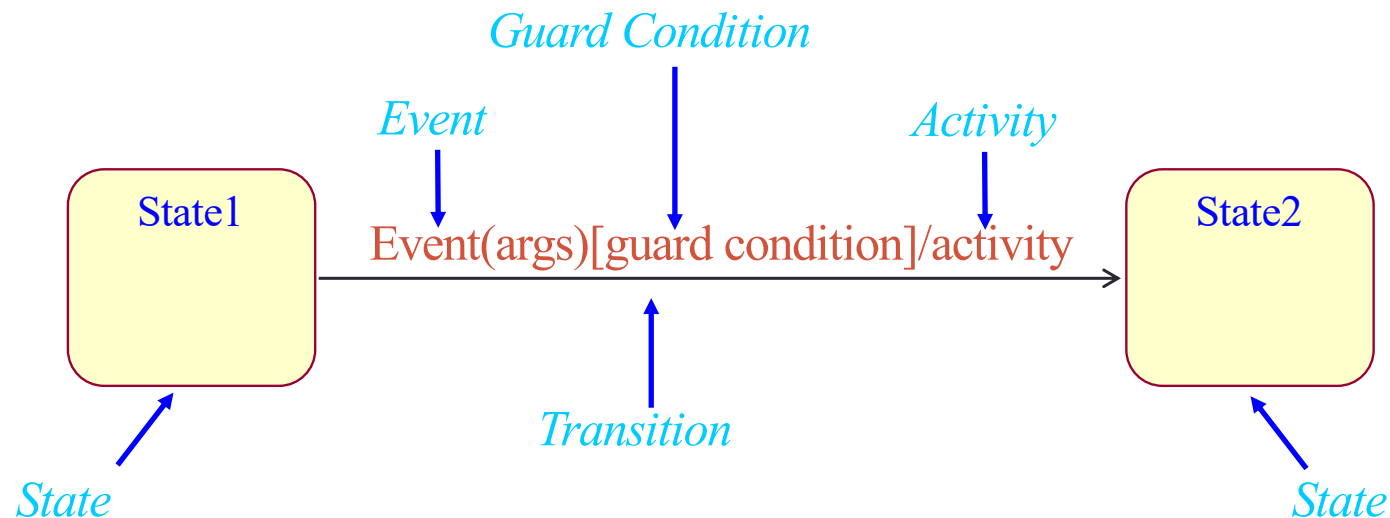 Guard Condition
Event
Activity
State1
State2
Event(args)[guard condition]/activity
Transition
State
State